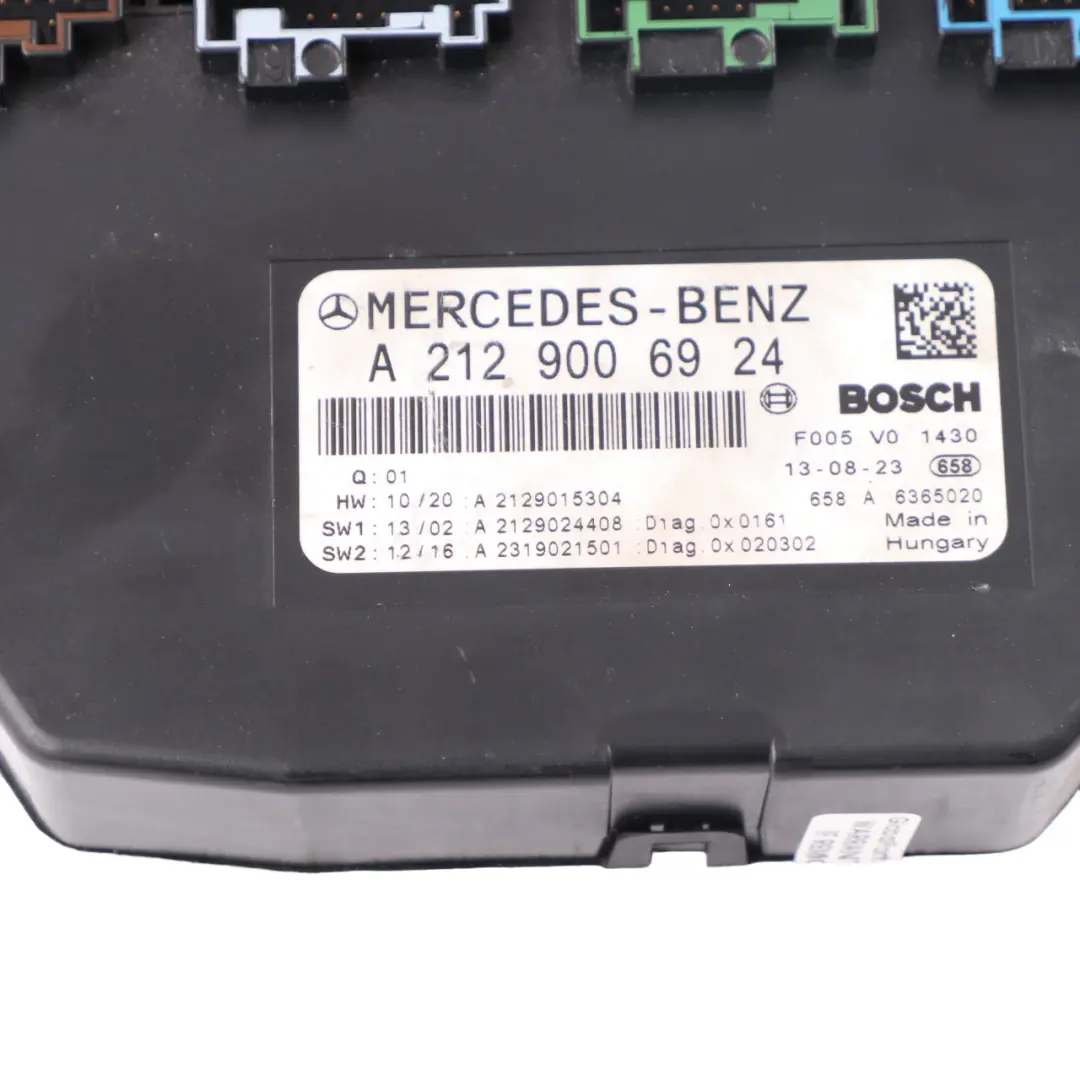 MERCEDES-BENZ
A 212 900 69 24
BOSCH
F005 V0 1430
13-08-23 658
658 A 6365020
Made in
Hungary
Q: 01
HW: 10/20 :A 2129015304
SW1: 13/02 :A 2129024408 :Diag.0x0161
SW2: 12/16 :A 2319021501 :Diag.0x020302